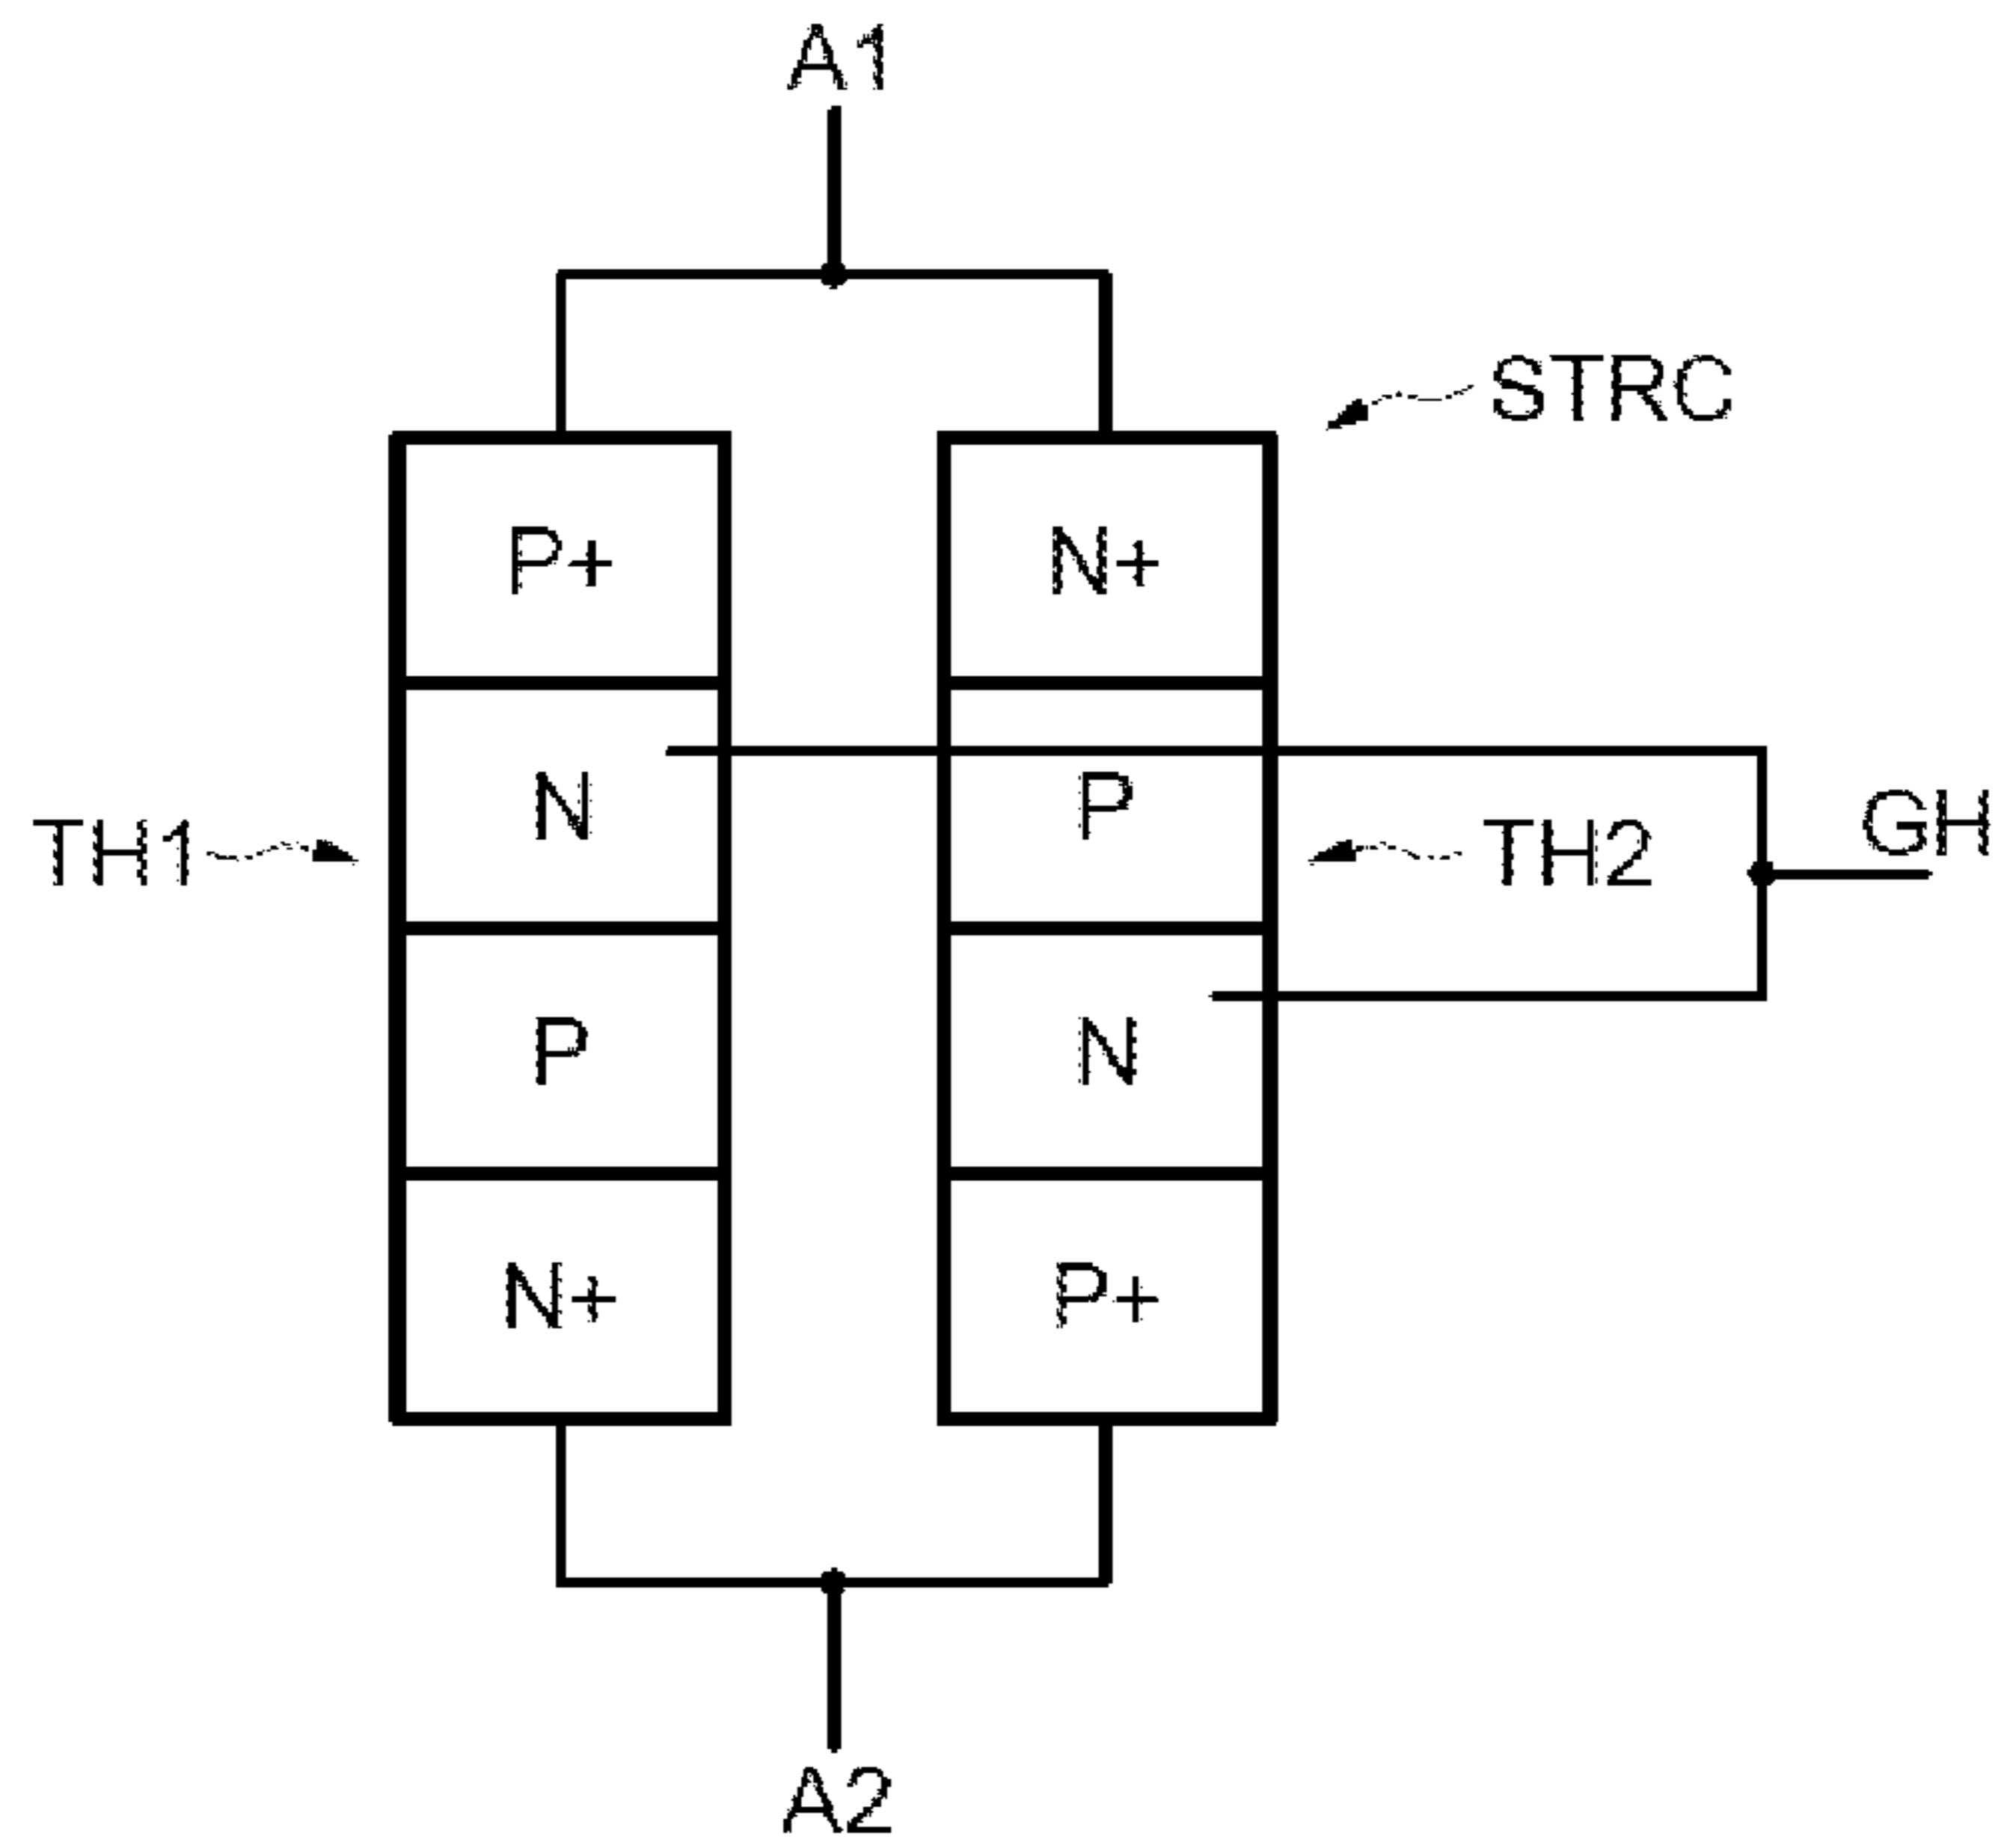 A1
STRC
P+ N+
N P
TH1 TH2 GH
P N
N+ P+
A2